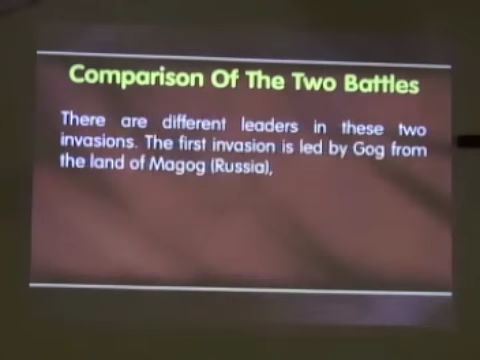 Comparison Of The Two Battles
There are different leaders in these two
invasions. The first invasion is led by Gog from
the land of Magog (Russia),